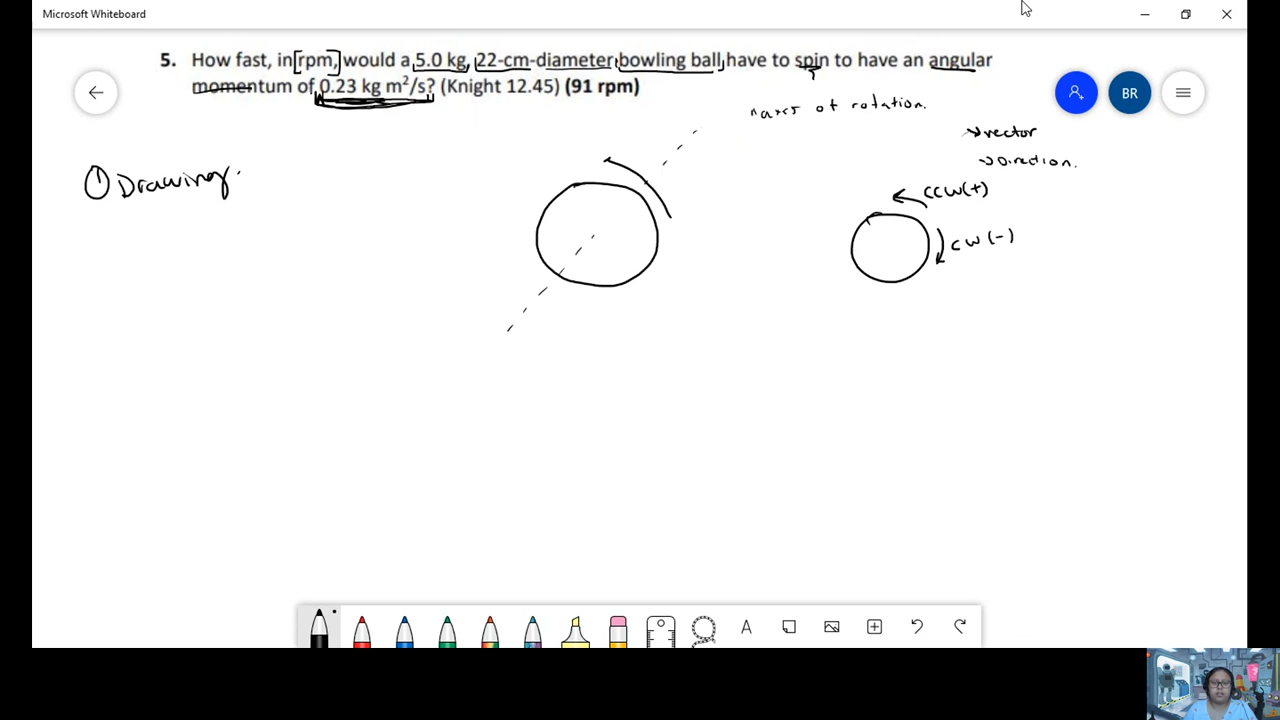 Microsoft Whiteboard
5. How fast, in [rpm,] would a 5.0 kg, 22-cm-diameter bowling ball have to spin to have an angular
momentum of 0.23 kg m²/s? (Knight 12.45) (91 rpm)
BR
axis of rotation.
→vector
→Direction.
① Drawing.
CCW(+)
CW(-)
A